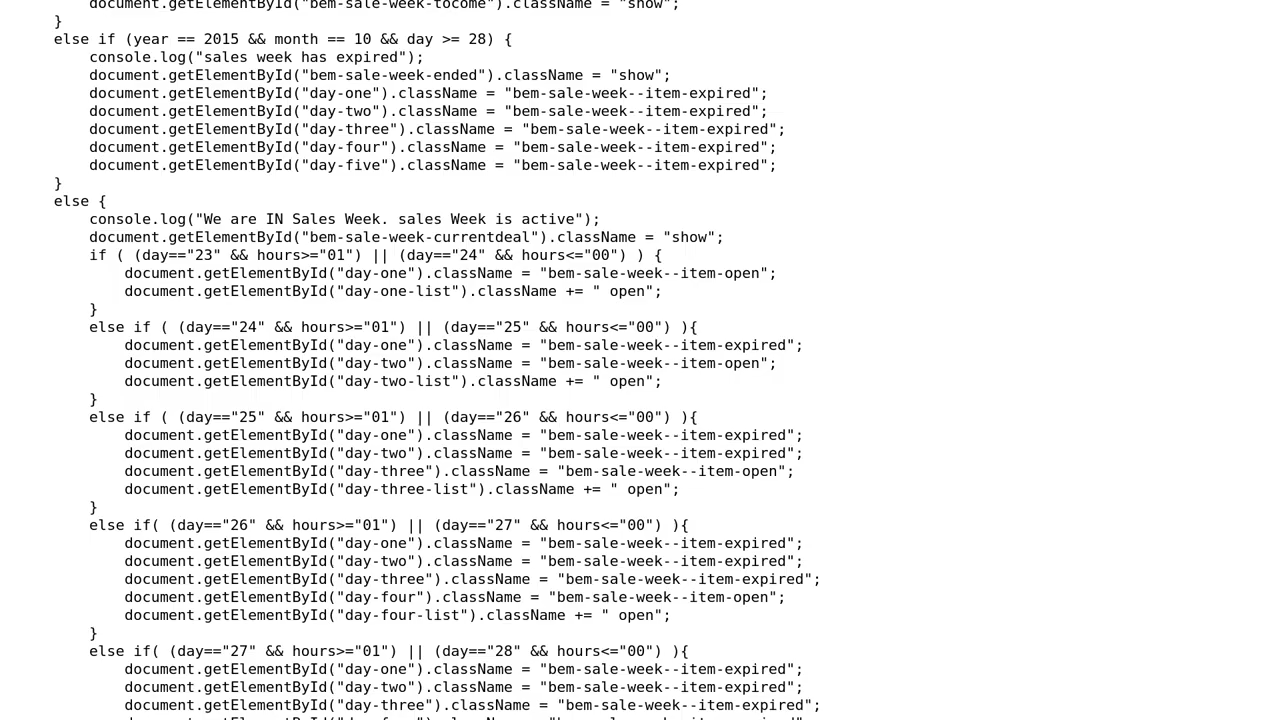 document.getElementById("bem-sale-week-tocome").className = "show";
}
else if (year == 2015 && month == 10 && day >= 28) {
console.log("sales week has expired");
document.getElementById("bem-sale-week-ended").className = "show";
document.getElementById("day-one").className = "bem-sale-week--item-expired";
document.getElementById("day-two").className = "bem-sale-week--item-expired";
document.getElementById("day-three").className = "bem-sale-week--item-expired";
document.getElementById("day-four").className = "bem-sale-week--item-expired";
document.getElementById("day-five").className = "bem-sale-week--item-expired";
}
else {
console.log("We are IN Sales Week. sales Week is active");
document.getElementById("bem-sale-week-currentdeal").className = "show";
if ( (day=="23" && hours>="01") || (day=="24" && hours<="00") ) {
document.getElementById("day-one").className = "bem-sale-week--item-open";
document.getElementById("day-one-list").className += " open";
}
else if ( (day=="24" && hours>="01") || (day=="25" && hours<="00") ){
document.getElementById("day-one").className = "bem-sale-week--item-expired";
document.getElementById("day-two").className = "bem-sale-week--item-open";
document.getElementById("day-two-list").className += " open";
}
else if ( (day=="25" && hours>="01") || (day=="26" && hours<="00") ){
document.getElementById("day-one").className = "bem-sale-week--item-expired";
document.getElementById("day-two").className = "bem-sale-week--item-expired";
document.getElementById("day-three").className = "bem-sale-week--item-open";
document.getElementById("day-three-list").className += " open";
}
else if( (day=="26" && hours>="01") || (day=="27" && hours<="00") ){
document.getElementById("day-one").className = "bem-sale-week--item-expired";
document.getElementById("day-two").className = "bem-sale-week--item-expired";
document.getElementById("day-three").className = "bem-sale-week--item-expired";
document.getElementById("day-four").className = "bem-sale-week--item-open";
document.getElementById("day-four-list").className += " open";
}
else if( (day=="27" && hours>="01") || (day=="28" && hours<="00") ){
document.getElementById("day-one").className = "bem-sale-week--item-expired";
document.getElementById("day-two").className = "bem-sale-week--item-expired";
document.getElementById("day-three").className = "bem-sale-week--item-expired";